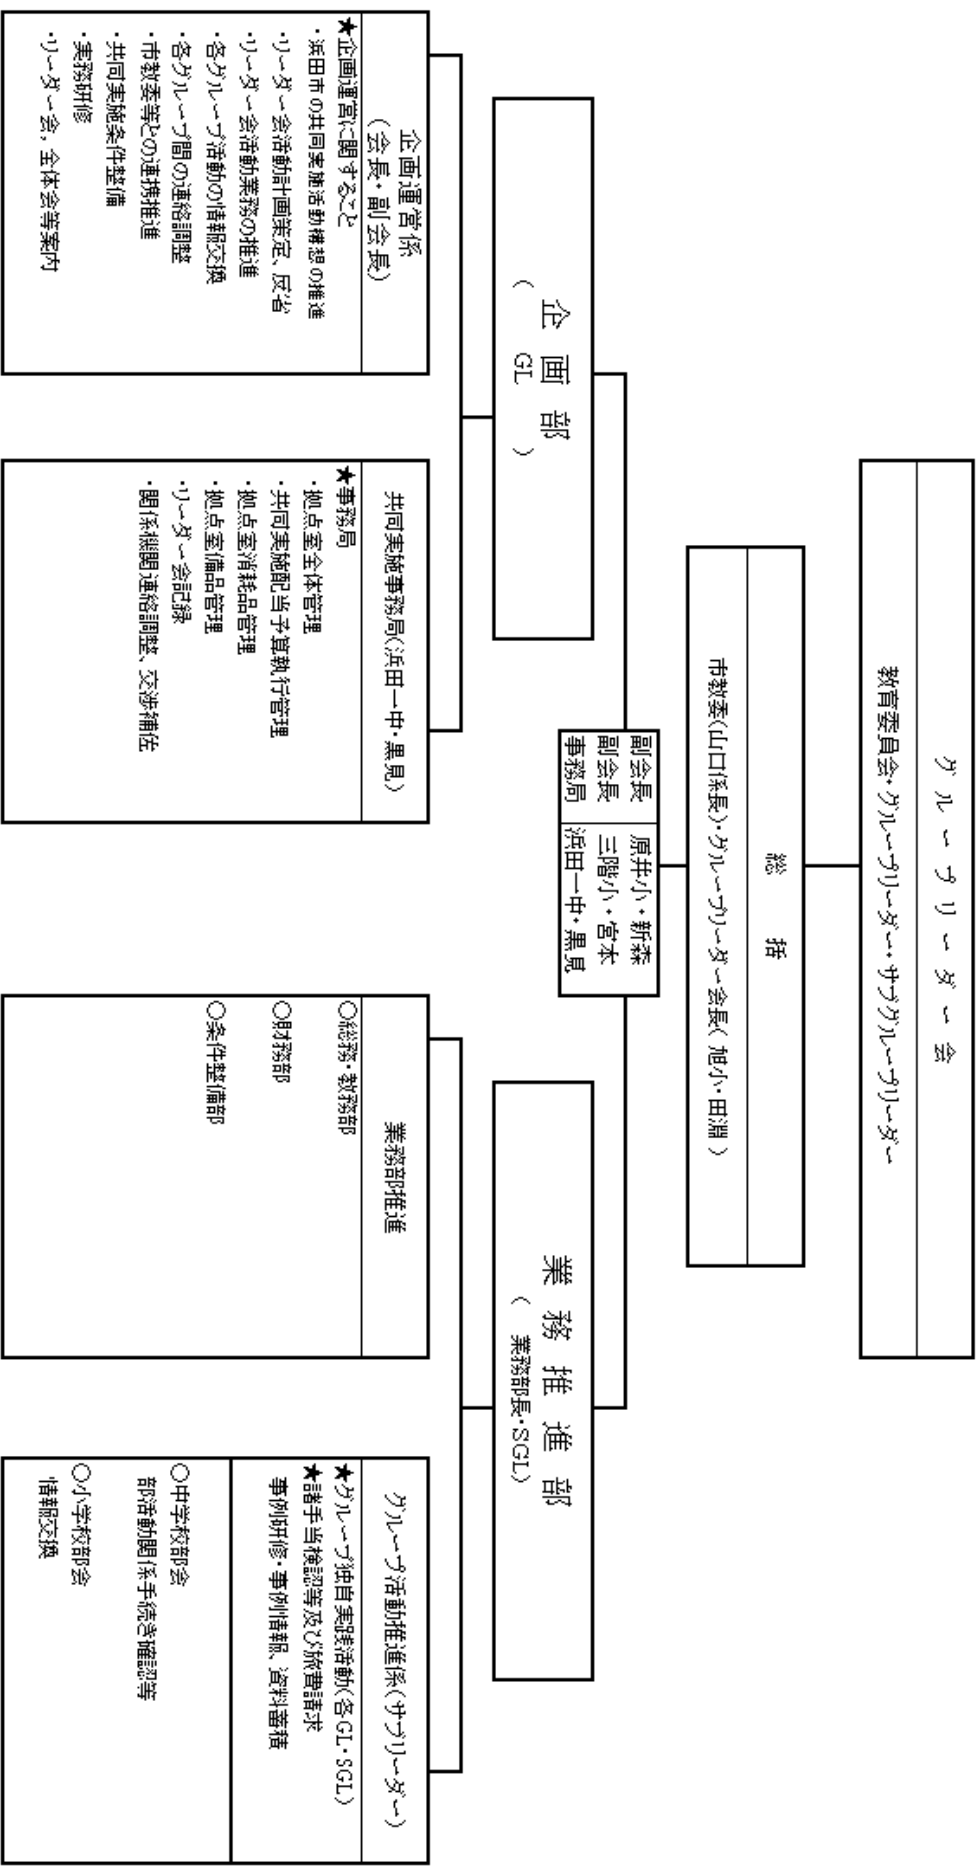 グループリーダー会
教育委員会・グループリーダー・サブグループリーダー
総括
市教委(山口係長)・グループリーダー会長(旭小・田淵)
副会長 原井小・新森
副会長 三階小・宮本
事務局 浜田一中・黒見
企画部
(GL)
業務推進部
(業務部長・SGL)
企画運営係
(会長・副会長)
★企画運営に関すること
・浜田市の共同実施活動構想の推進
・リーダー会活動計画策定、反省
・リーダー会活動業務の推進
・各グループ活動の情報交換
・各グループ間の連絡調整
・市教委等との連携推進
・共同実施条件整備
・実務研修
・リーダー会，全体会等案内
共同実施事務局(浜田一中・黒見)
★事務局
・拠点室全体管理
・共同実施配当予算執行管理
・拠点室消耗品管理
・拠点室備品管理
・リーダー会記録
・関係機関連絡調整、交渉補佐
業務部推進
○総務・教務部
○財務部
○条件整備部
グループ活動推進係(サブリーダー)
★グループ独自実践活動(各GL・SGL)
★諸手当検認等及び旅費請求
事例研修・事例情報、資料蓄積
○中学校部会
部活動関係手続き確認等
○小学校部会
情報交換